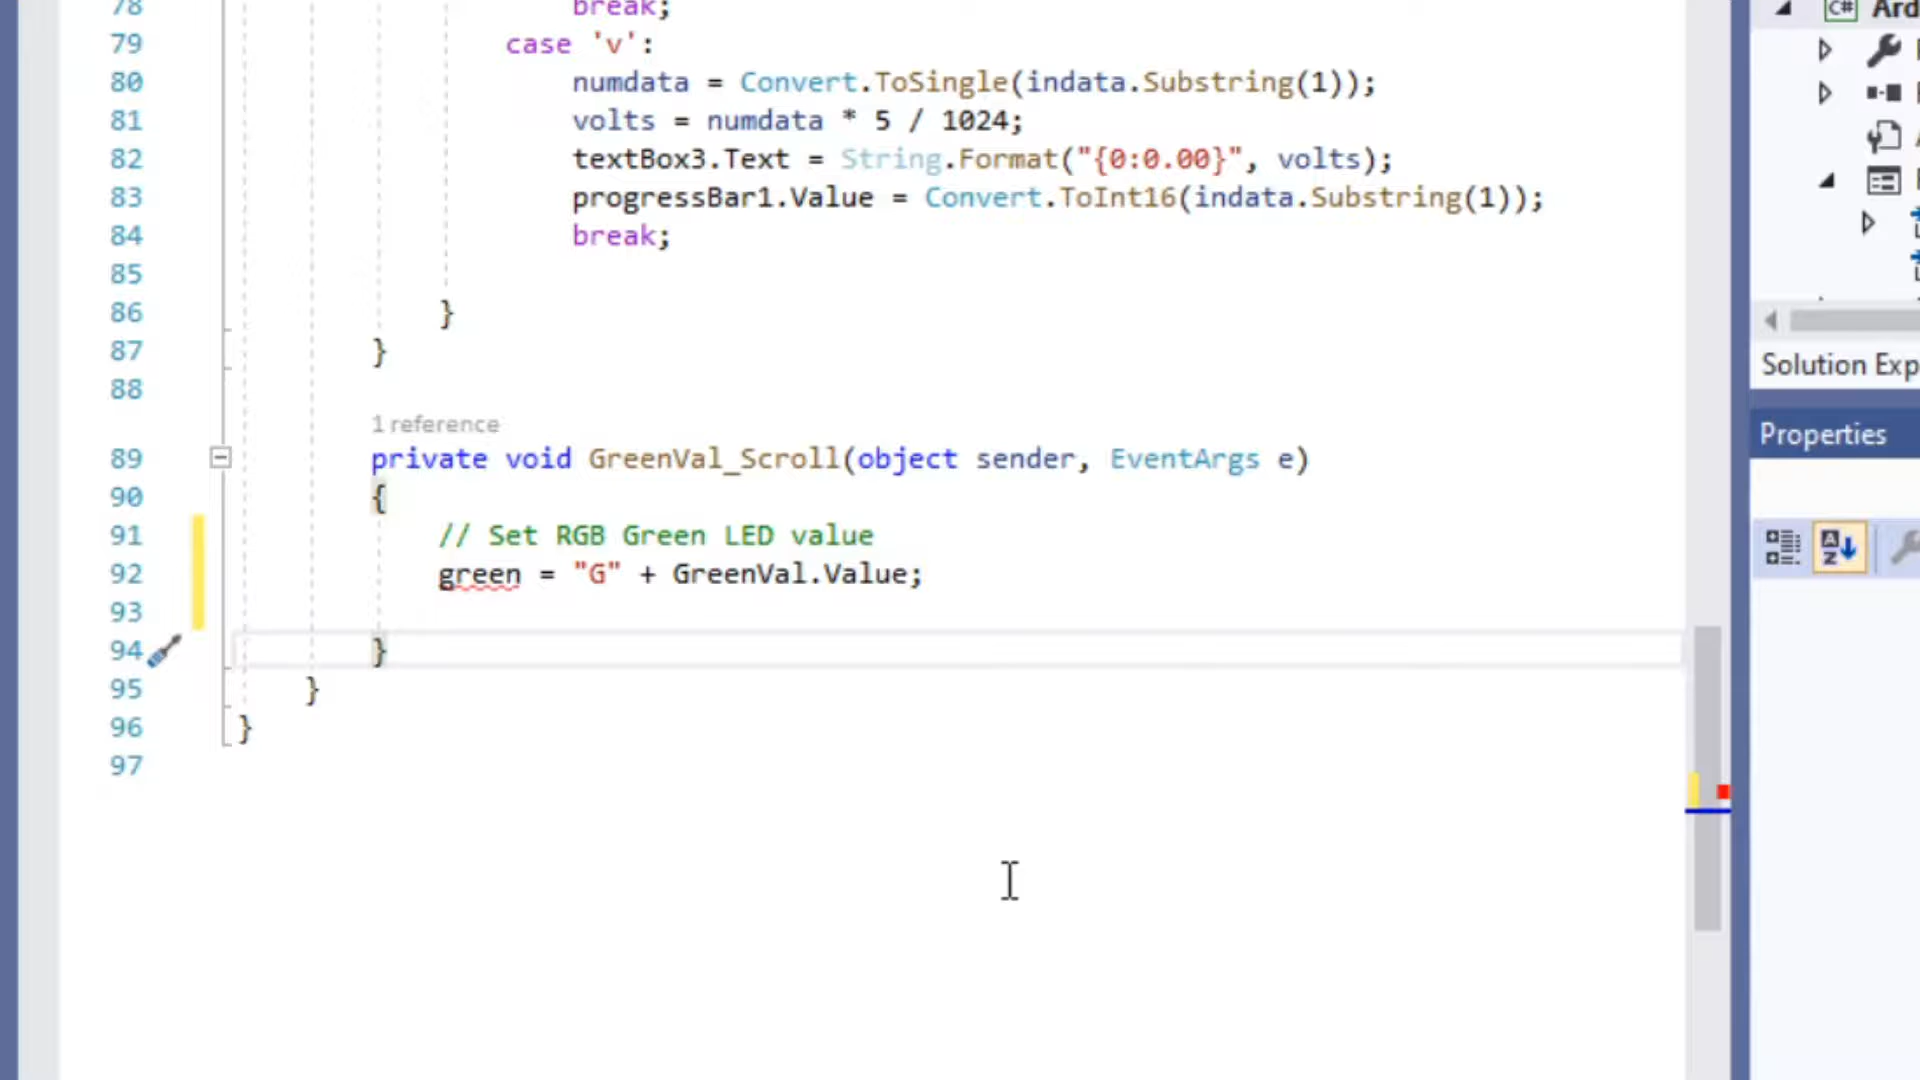 78 break;
79 case 'v':
80 numdata = Convert.ToSingle(indata.Substring(1));
81 volts = numdata * 5 / 1024;
82 textBox3.Text = String.Format("{0:0.00}", volts);
83 progressBar1.Value = Convert.ToInt16(indata.Substring(1));
84 break;
85
86 }
87 }
88
1 reference
89 private void GreenVal_Scroll(object sender, EventArgs e)
90 {
91 // Set RGB Green LED value
92 green = "G" + GreenVal.Value;
93
94 }
95 }
96 }
97
C# Ard
Solution Exp
Properties